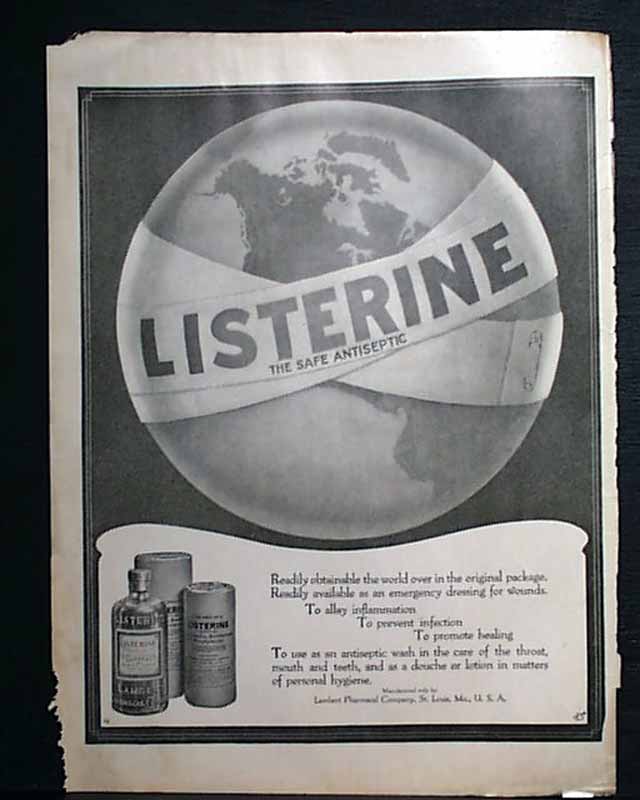 LISTERINE
THE SAFE ANTISEPTIC
Readily obtainable the world over in the original package.
Readily available as an emergency dressing for wounds.
To allay inflammation
To prevent infection
To promote healing
To use as an antiseptic wash in the care of the throat,
mouth and teeth, and as a douche or lotion in matters
of personal hygiene.
Manufactured only by
Lambert Pharmacal Company, St. Louis, Mo., U. S. A.
LISTERINE
LISTERINE
LISTERINE